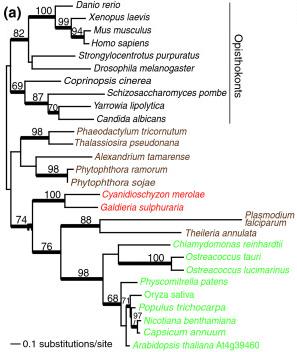 (a)
Danio rerio
100
Xenopus laevis
99
Mus musculus
94
Homo sapiens
82
Strongylocentrotus purpuratus
Drosophila melanogaster
Opisthokonts
Coprinopsis cinerea
69
Schizosaccharomyces pombe
87
Yarrowia lipolytica
70
Candida albicans
98
Phaeodactylum tricornutum
Thalassiosira pseudonana
Alexandrium tamarense
98
Phytophthora ramorum
Phytophthora sojae
100
Cyanidioschyzon merolae
Galdieria sulphuraria
74
88
Plasmodium
falciparum
Theileria annulata
76
Chlamydomonas reinhardtii
100
Ostreococcus tauri
Ostreococcus lucimarinus
98
Physcomitrella patens
68
Oryza sativa
71
Populus trichocarpa
97
Nicotiana benthamiana
Capsicum annuum
Arabidopsis thaliana At4g39460
0.1 substitutions/site